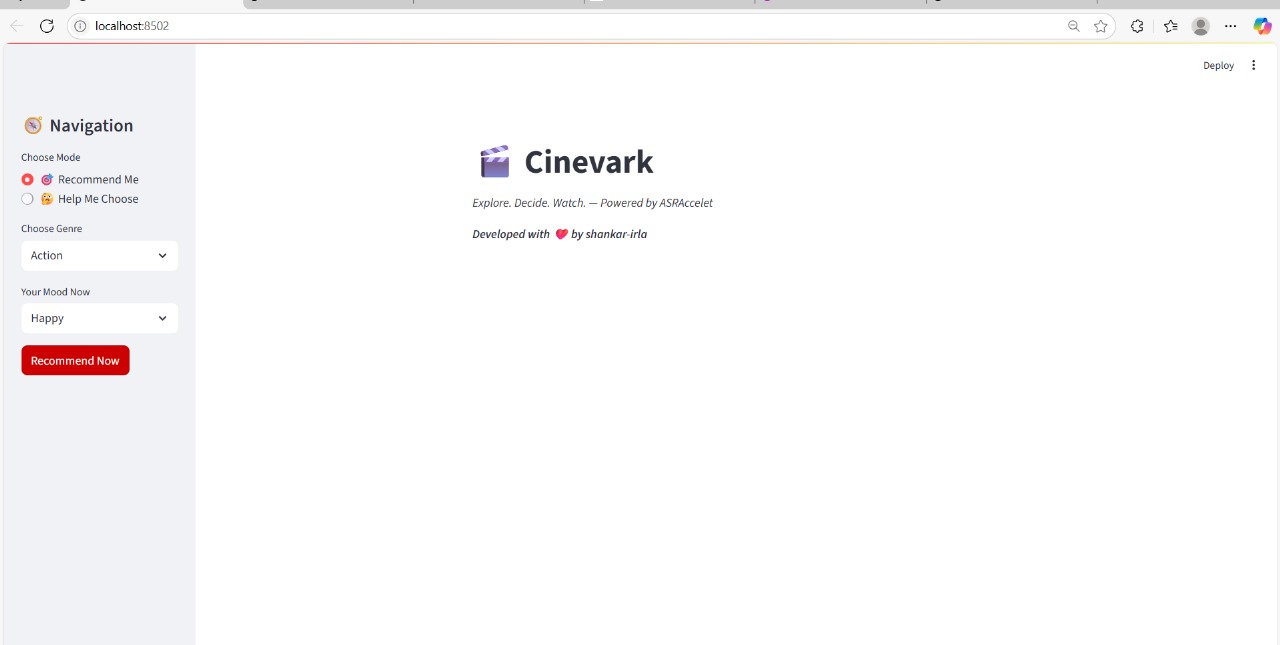 localhost:8502
Deploy
Navigation
Choose Mode
Recommend Me
Help Me Choose
Choose Genre
Action
Your Mood Now
Happy
Recommend Now
Cinevark
Explore. Decide. Watch. — Powered by ASRAccelet
Developed with ❤️ by shankar-irla